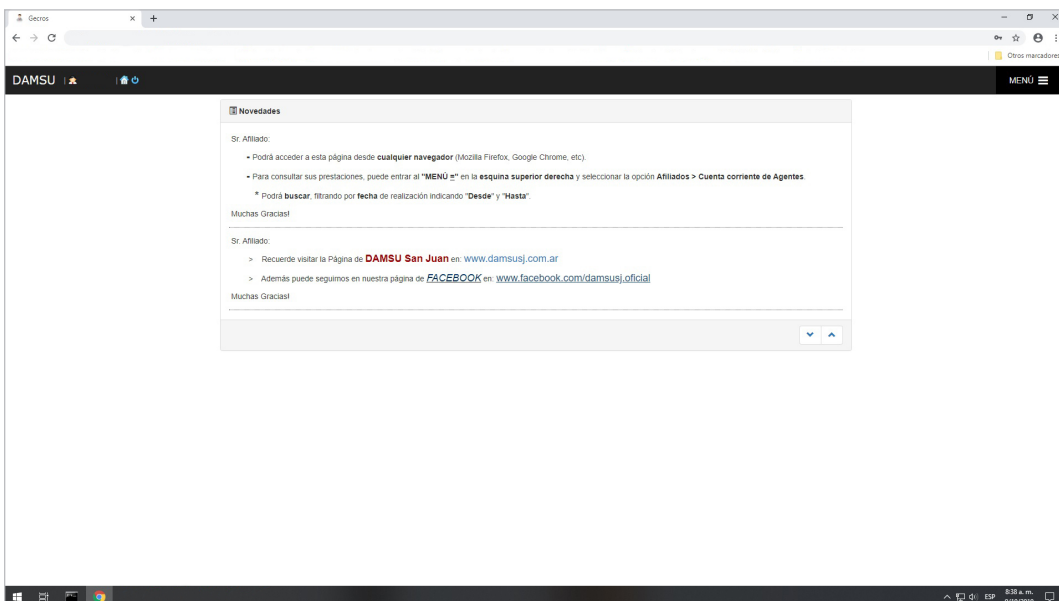 Gecros
Otros marcadores
DAMSU
MENÚ
Novedades
Sr. Afiliado:
- Podrá acceder a esta página desde cualquier navegador (Mozilla Firefox, Google Chrome, etc).
- Para consultar sus prestaciones, puede entrar al "MENÚ ≡" en la esquina superior derecha y seleccionar la opción Afiliados > Cuenta corriente de Agentes.
* Podrá buscar, filtrando por fecha de realización indicando "Desde" y "Hasta".
Muchas Gracias!
Sr. Afiliado:
> Recuerde visitar la Página de DAMSU San Juan en: www.damsusj.com.ar
> Además puede seguirnos en nuestra página de FACEBOOK en: www.facebook.com/damsusj.oficial
Muchas Gracias!
ESP
8:38 a. m.